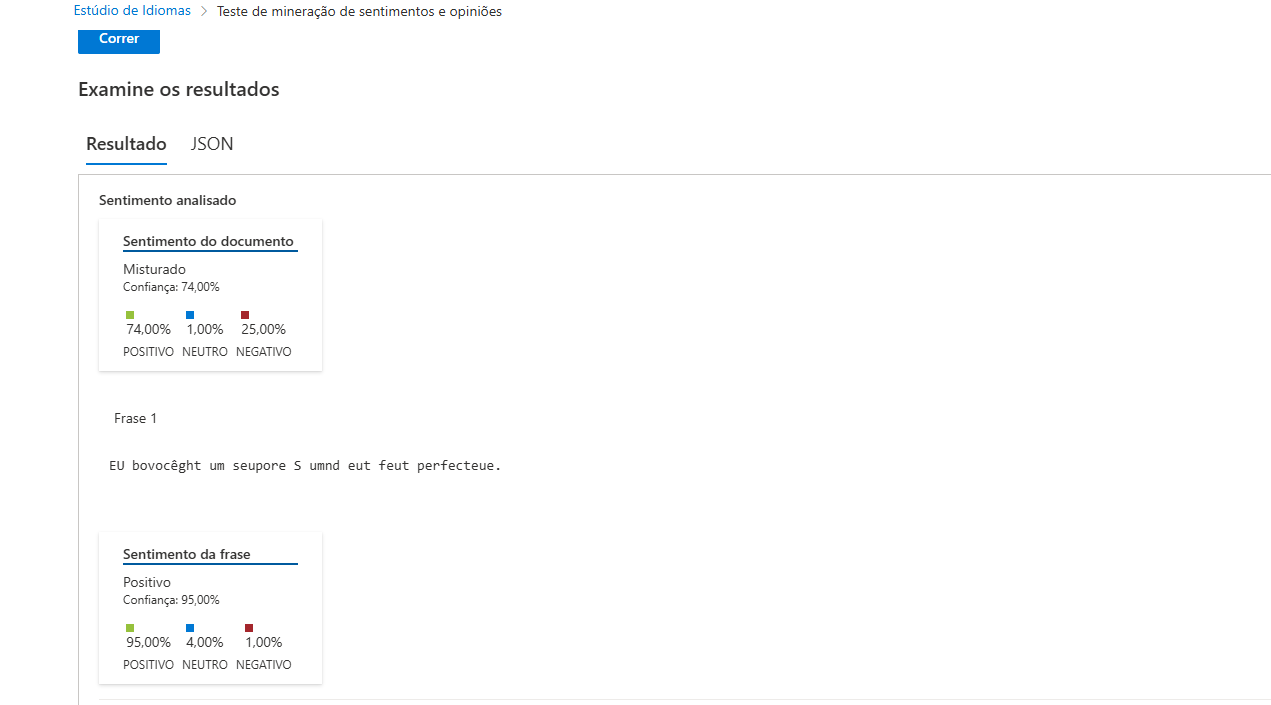 Estúdio de Idiomas > Teste de mineração de sentimentos e opiniões
Correr
Examine os resultados
Resultado JSON
Sentimento analisado
Sentimento do documento
Misturado
Confiança: 74,00%
74,00% 1,00% 25,00%
POSITIVO NEUTRO NEGATIVO
Frase 1
EU bovocêght um seupore S umnd eut feut perfecteue.
Sentimento da frase
Positivo
Confiança: 95,00%
95,00% 4,00% 1,00%
POSITIVO NEUTRO NEGATIVO